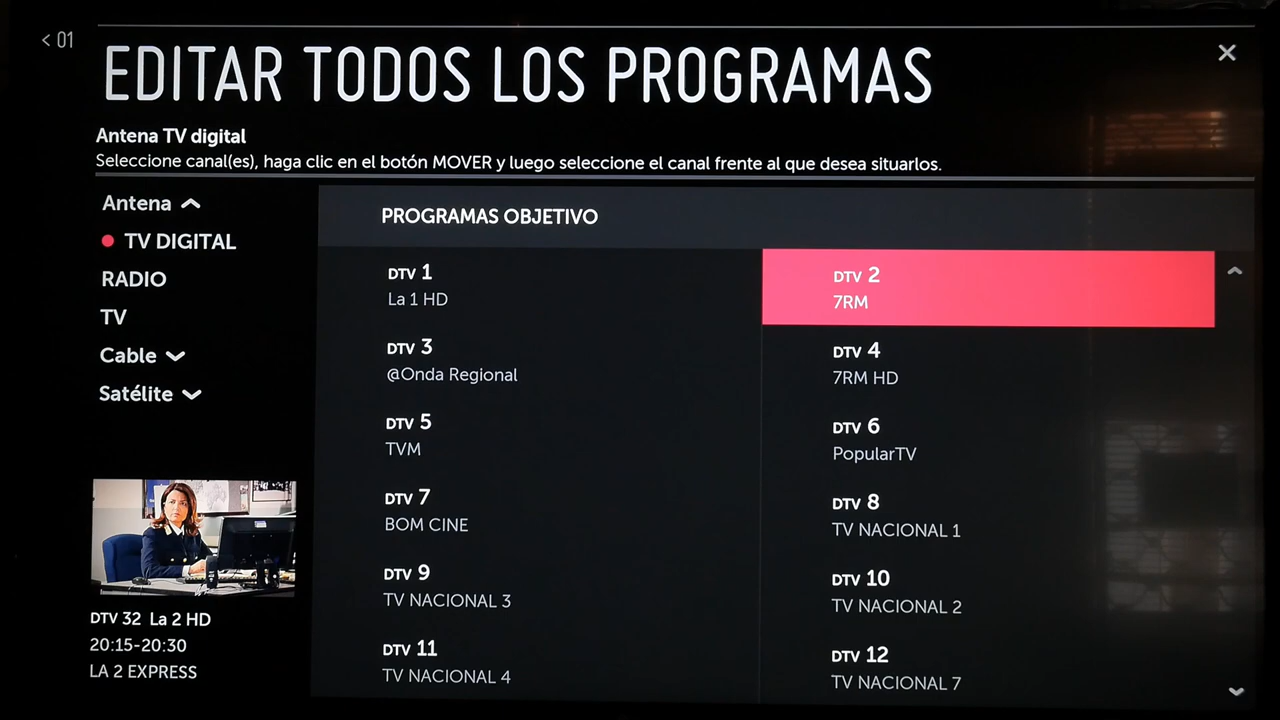 < 01
EDITAR TODOS LOS PROGRAMAS
Antena TV digital
Seleccione canal(es), haga clic en el botón MOVER y luego seleccione el canal frente al que desea situarlos.
Antena
TV DIGITAL
RADIO
TV
Cable
Satélite
DTV 32 La 2 HD
20:15-20:30
LA 2 EXPRESS
PROGRAMAS OBJETIVO
DTV 1
La 1 HD
DTV 2
7RM
DTV 3
@Onda Regional
DTV 4
7RM HD
DTV 5
TVM
DTV 6
PopularTV
DTV 7
BOM CINE
DTV 8
TV NACIONAL 1
DTV 9
TV NACIONAL 3
DTV 10
TV NACIONAL 2
DTV 11
TV NACIONAL 4
DTV 12
TV NACIONAL 7